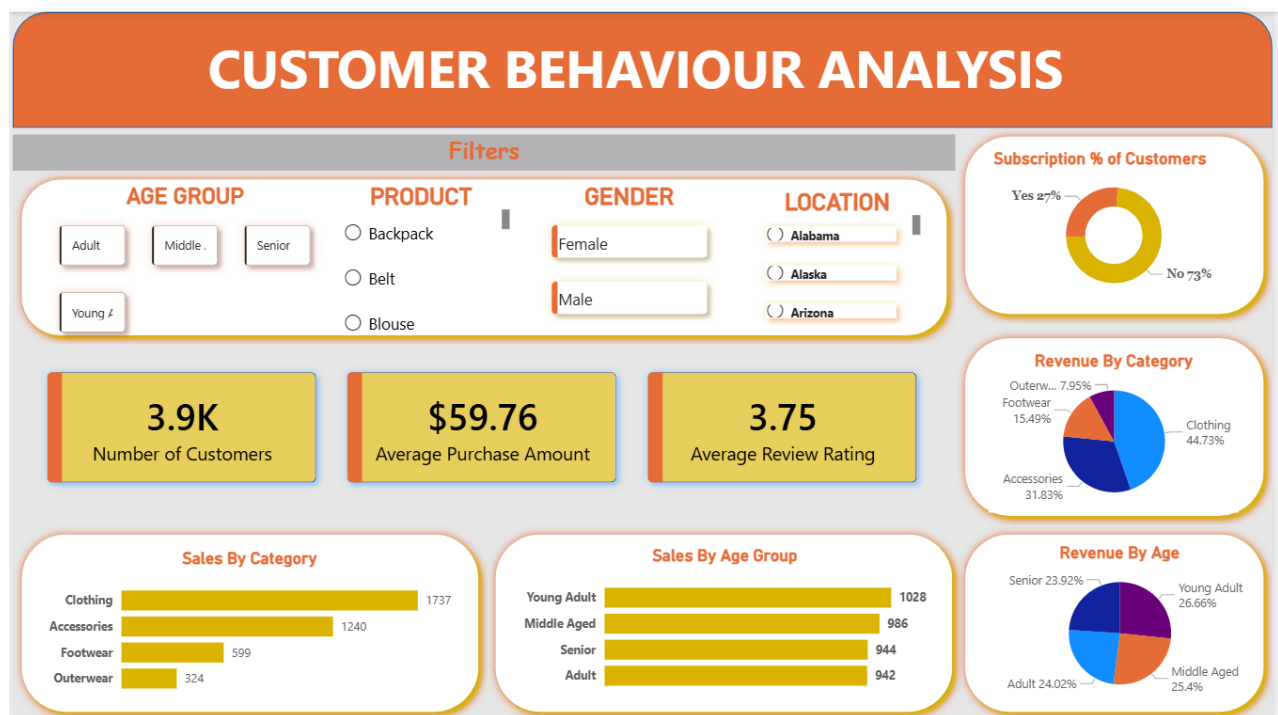 CUSTOMER BEHAVIOUR ANALYSIS
Filters
AGE GROUP
Adult
Middle
Senior
Young
PRODUCT
Backpack
Belt
Blouse
GENDER
Female
Male
LOCATION
Alabama
Alaska
Arizona
Subscription % of Customers
Yes 27%
No 73%
3.9K
Number of Customers
$59.76
Average Purchase Amount
3.75
Average Review Rating
Revenue By Category
Outerw... 7.95%
Footwear
15.49%
Clothing
44.73%
Accessories
31.83%
Sales By Category
Clothing 1737
Accessories 1240
Footwear 599
Outerwear 324
Sales By Age Group
Young Adult 1028
Middle Aged 986
Senior 944
Adult 942
Revenue By Age
Senior 23.92%
Young Adult
26.66%
Adult 24.02%
Middle Aged
25.4%